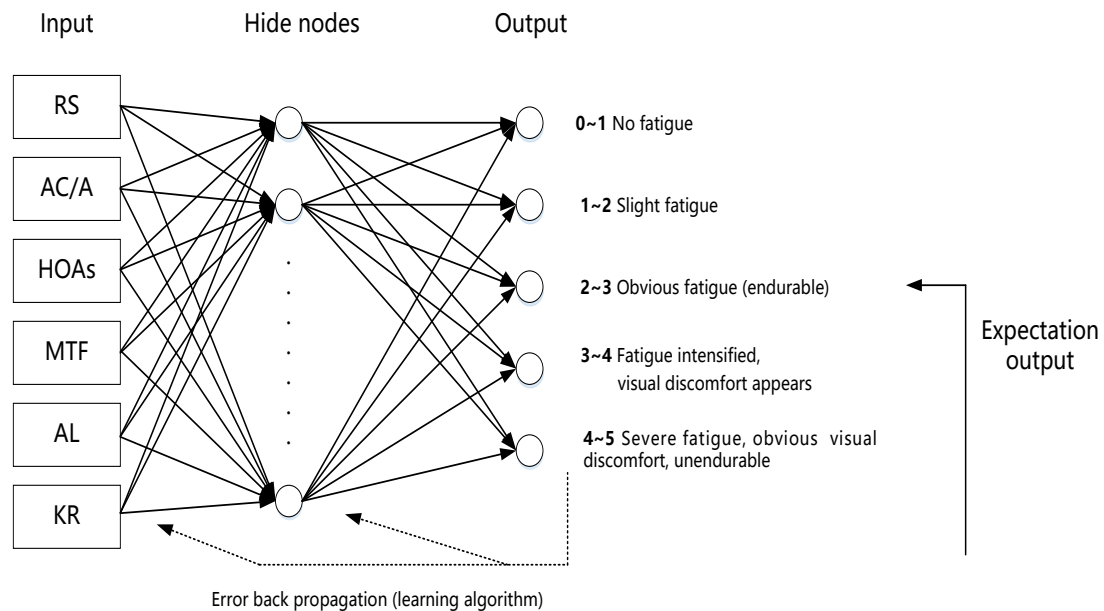 Input
Hide nodes
Output
RS
AC/A
HOAs
MTF
AL
KR
0~1 No fatigue
1~2 Slight fatigue
2~3 Obvious fatigue (endurable)
3~4 Fatigue intensified,
visual discomfort appears
4~5 Severe fatigue, obvious visual
discomfort, unendurable
Expectation
output
Error back propagation (learning algorithm)